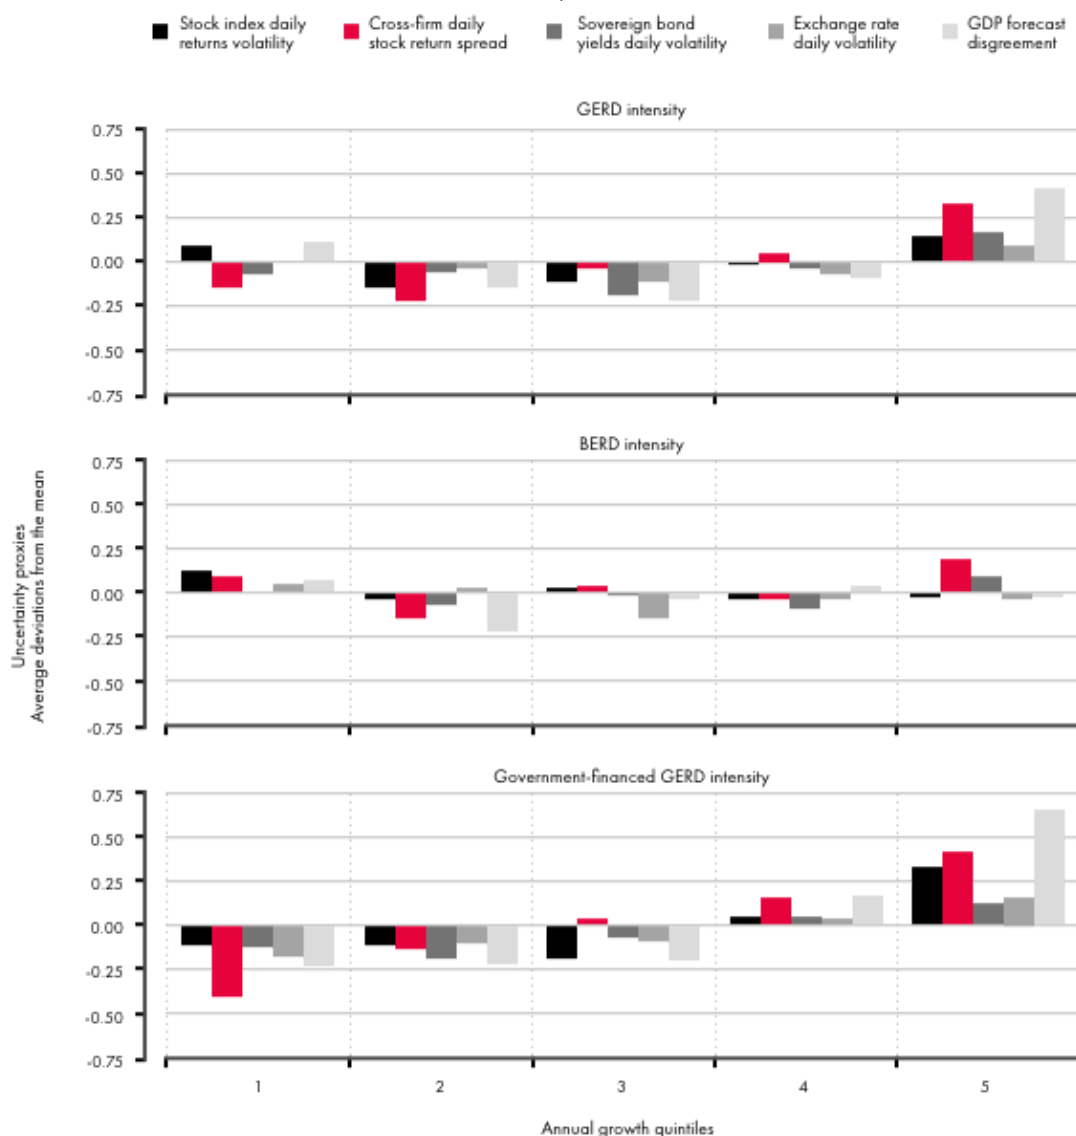 Stock index daily
returns volatility
Cross-firm daily
stock return spread
Sovereign bond
yields daily volatility
Exchange rate
daily volatility
GDP forecast
disgreement
GERD intensity
0.75
0.50
0.25
0.00
-0.25
-0.50
-0.75
BERD intensity
0.75
0.50
0.25
0.00
-0.25
-0.50
-0.75
Uncertainty proxies
Average deviations from the mean
Government-financed GERD intensity
0.75
0.50
0.25
0.00
-0.25
-0.50
-0.75
1 2 3 4 5
Annual growth quintiles